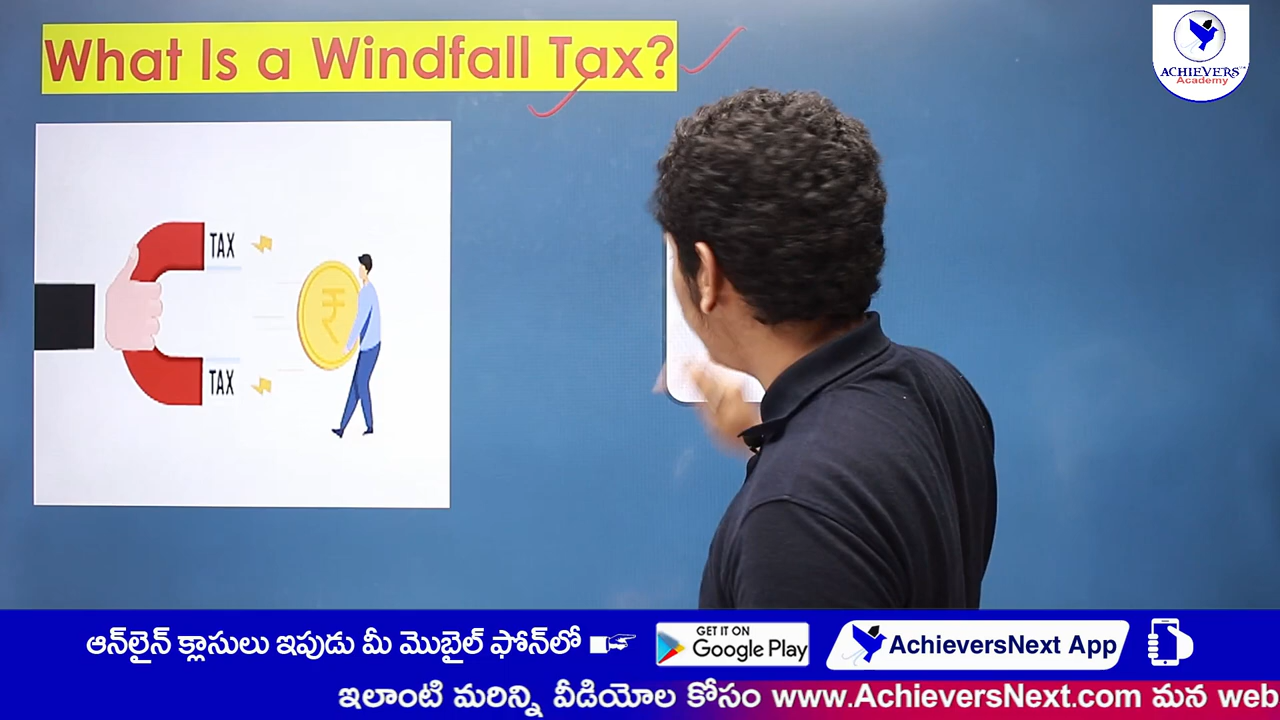 What Is a Windfall Tax?
ACHIEVERS
Academy
TAX
₹
TAX
ఆన్‌లైన్ క్లాసులు ఇపుడు మీ మొబైల్ ఫోన్‌లో
GET IT ON
Google Play
AchieversNext App
ఇలాంటి మరిన్ని వీడియోల కోసం www.AchieversNext.com మన web